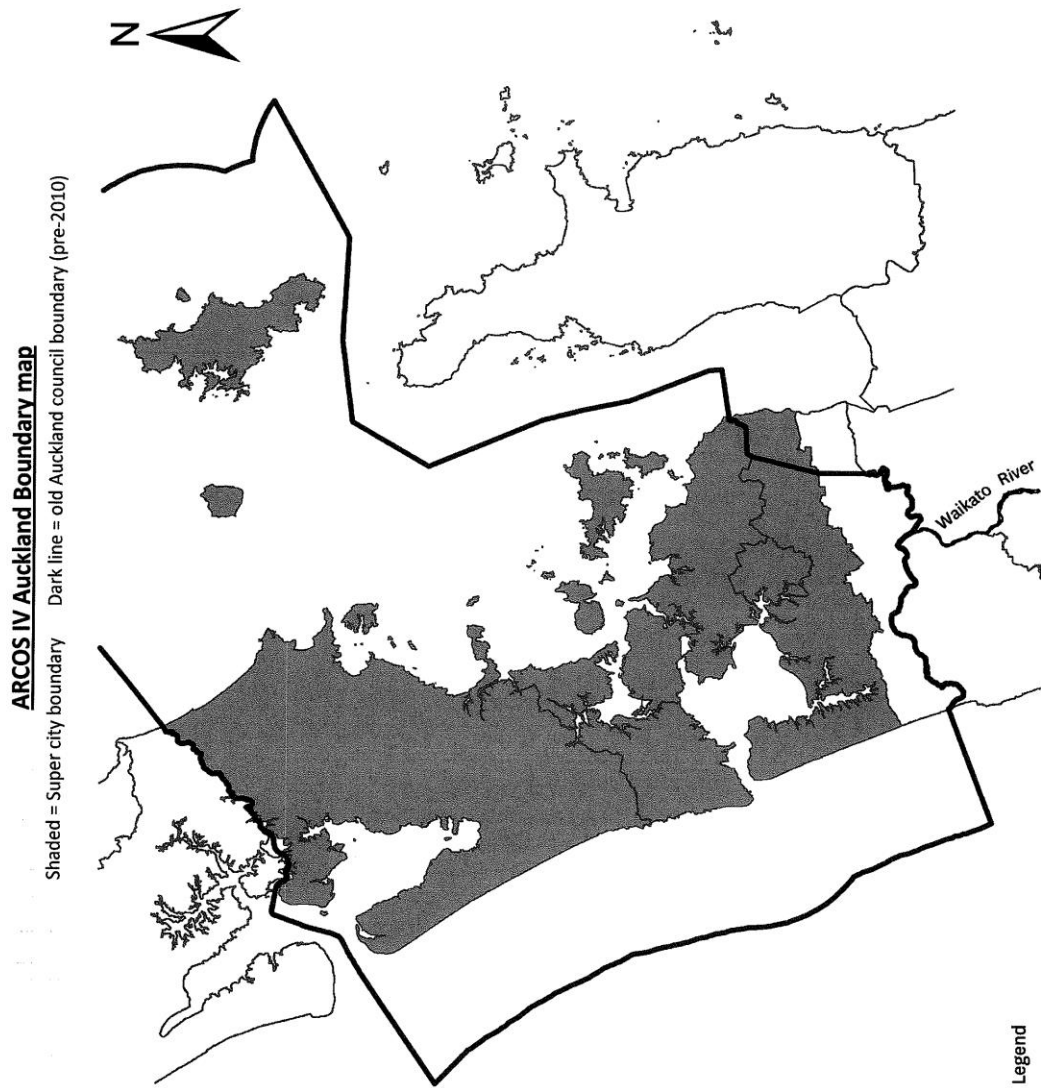 ARCOS IV Auckland Boundary map
Shaded = Super city boundary Dark line = old Auckland council boundary (pre-2010)
N
Waikato River
Legend